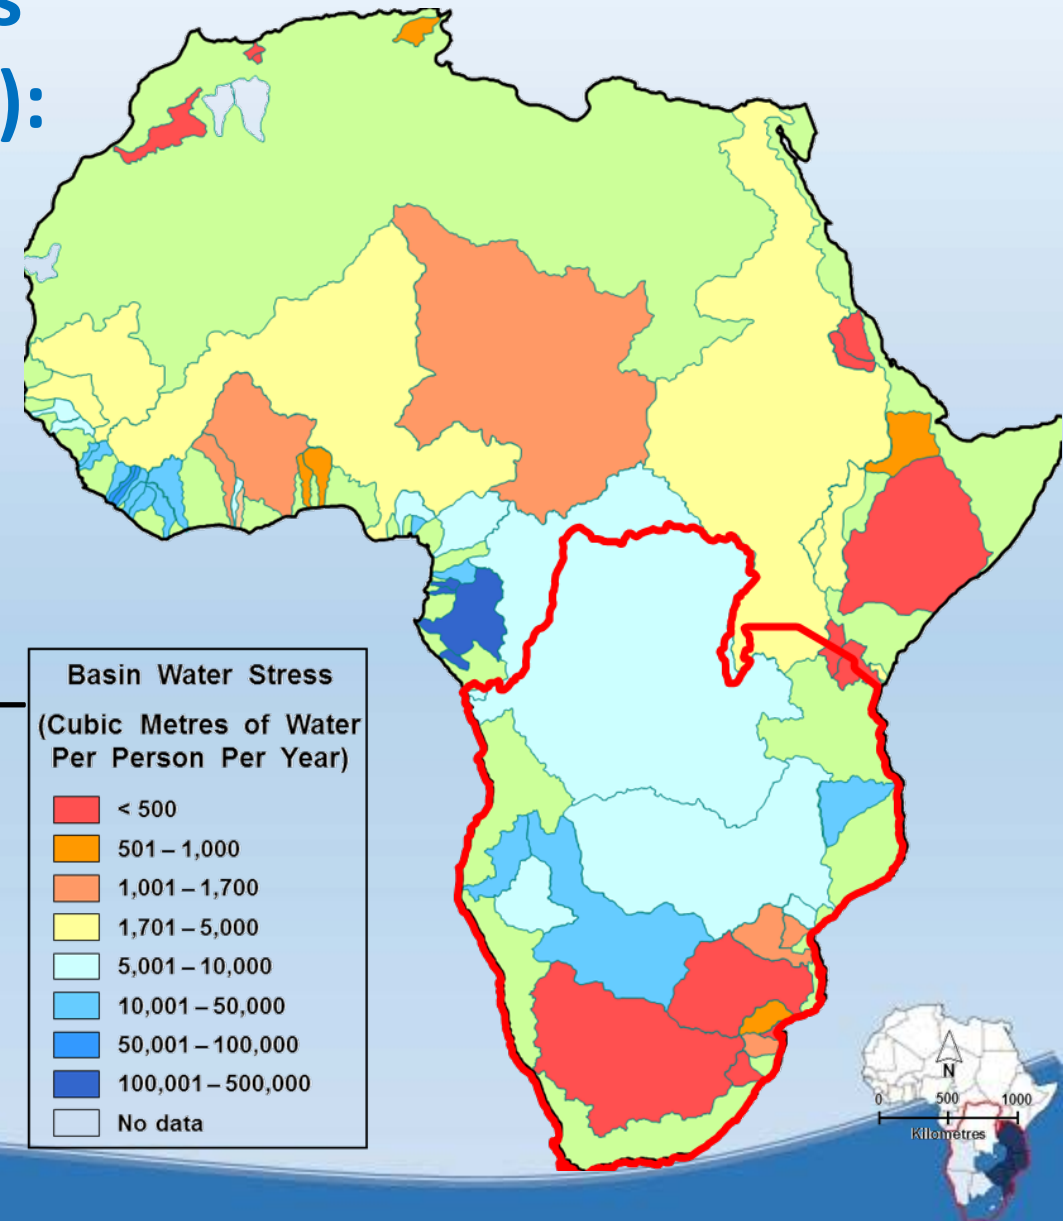 s
):
Basin Water Stress
(Cubic Metres of Water
Per Person Per Year)
< 500
501 – 1,000
1,001 – 1,700
1,701 – 5,000
5,001 – 10,000
10,001 – 50,000
50,001 – 100,000
100,001 – 500,000
No data
N
0 500 1000
Kilometres